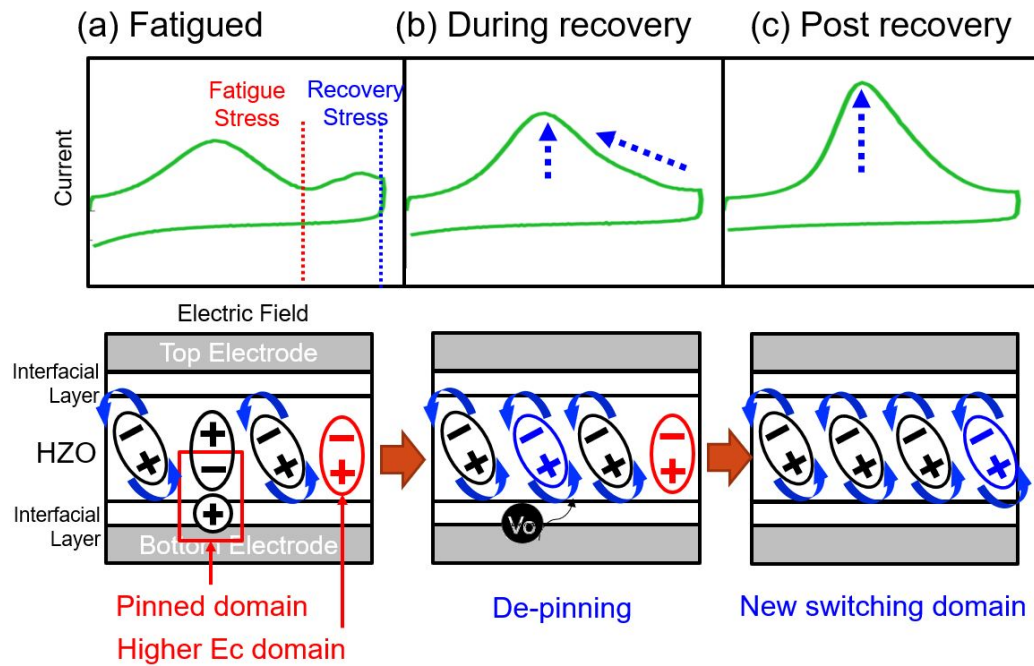 (a) Fatigued
(b) During recovery
(c) Post recovery
Fatigue
Stress
Recovery
Stress
Current
Electric Field
Top Electrode
Interfacial
Layer
HZO
Interfacial
Layer
Bottom Electrode
− + + − − + − +
+
− + − + − + − +
Vo
− + − + − + − +
Pinned domain
Higher Ec domain
De-pinning
New switching domain